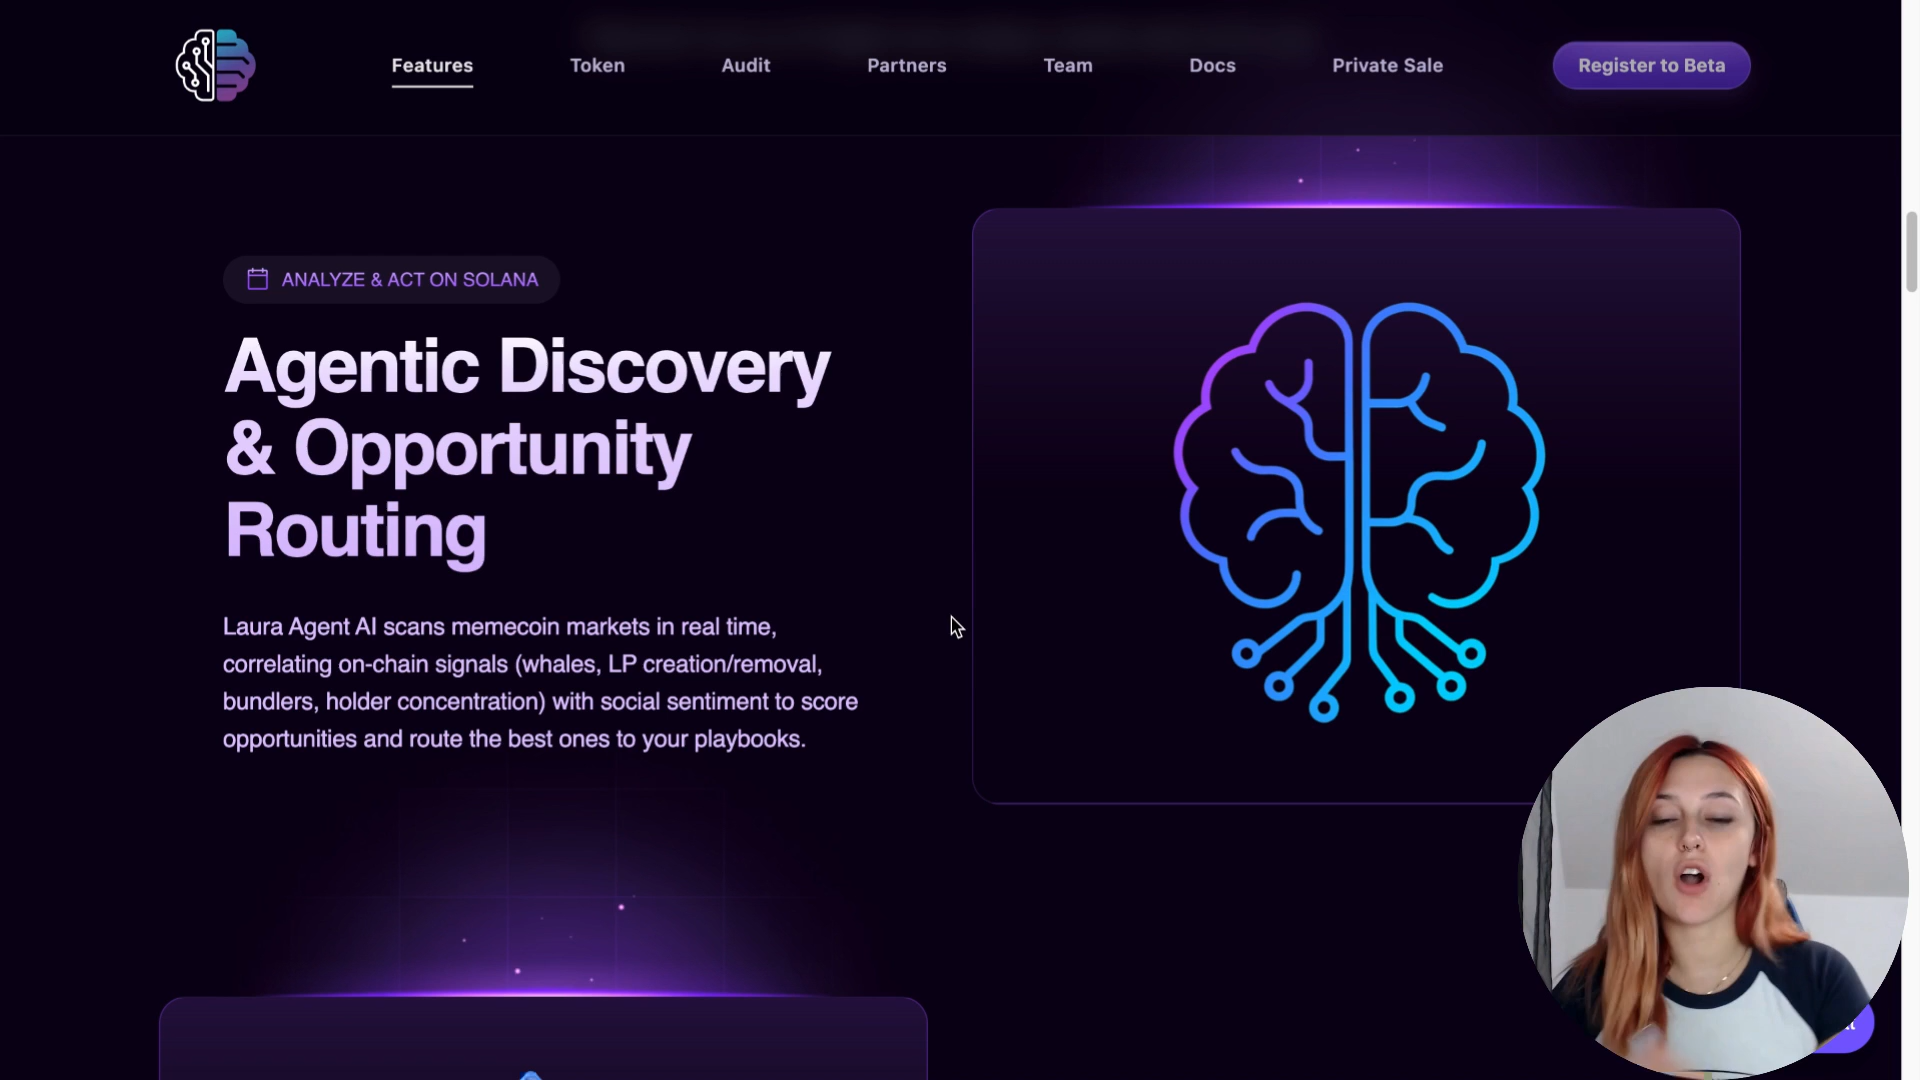 Features
Token
Audit
Partners
Team
Docs
Private Sale
Register to Beta
ANALYZE & ACT ON SOLANA
Agentic Discovery
& Opportunity
Routing
Laura Agent AI scans memecoin markets in real time,
correlating on-chain signals (whales, LP creation/removal,
bundlers, holder concentration) with social sentiment to score
opportunities and route the best ones to your playbooks.